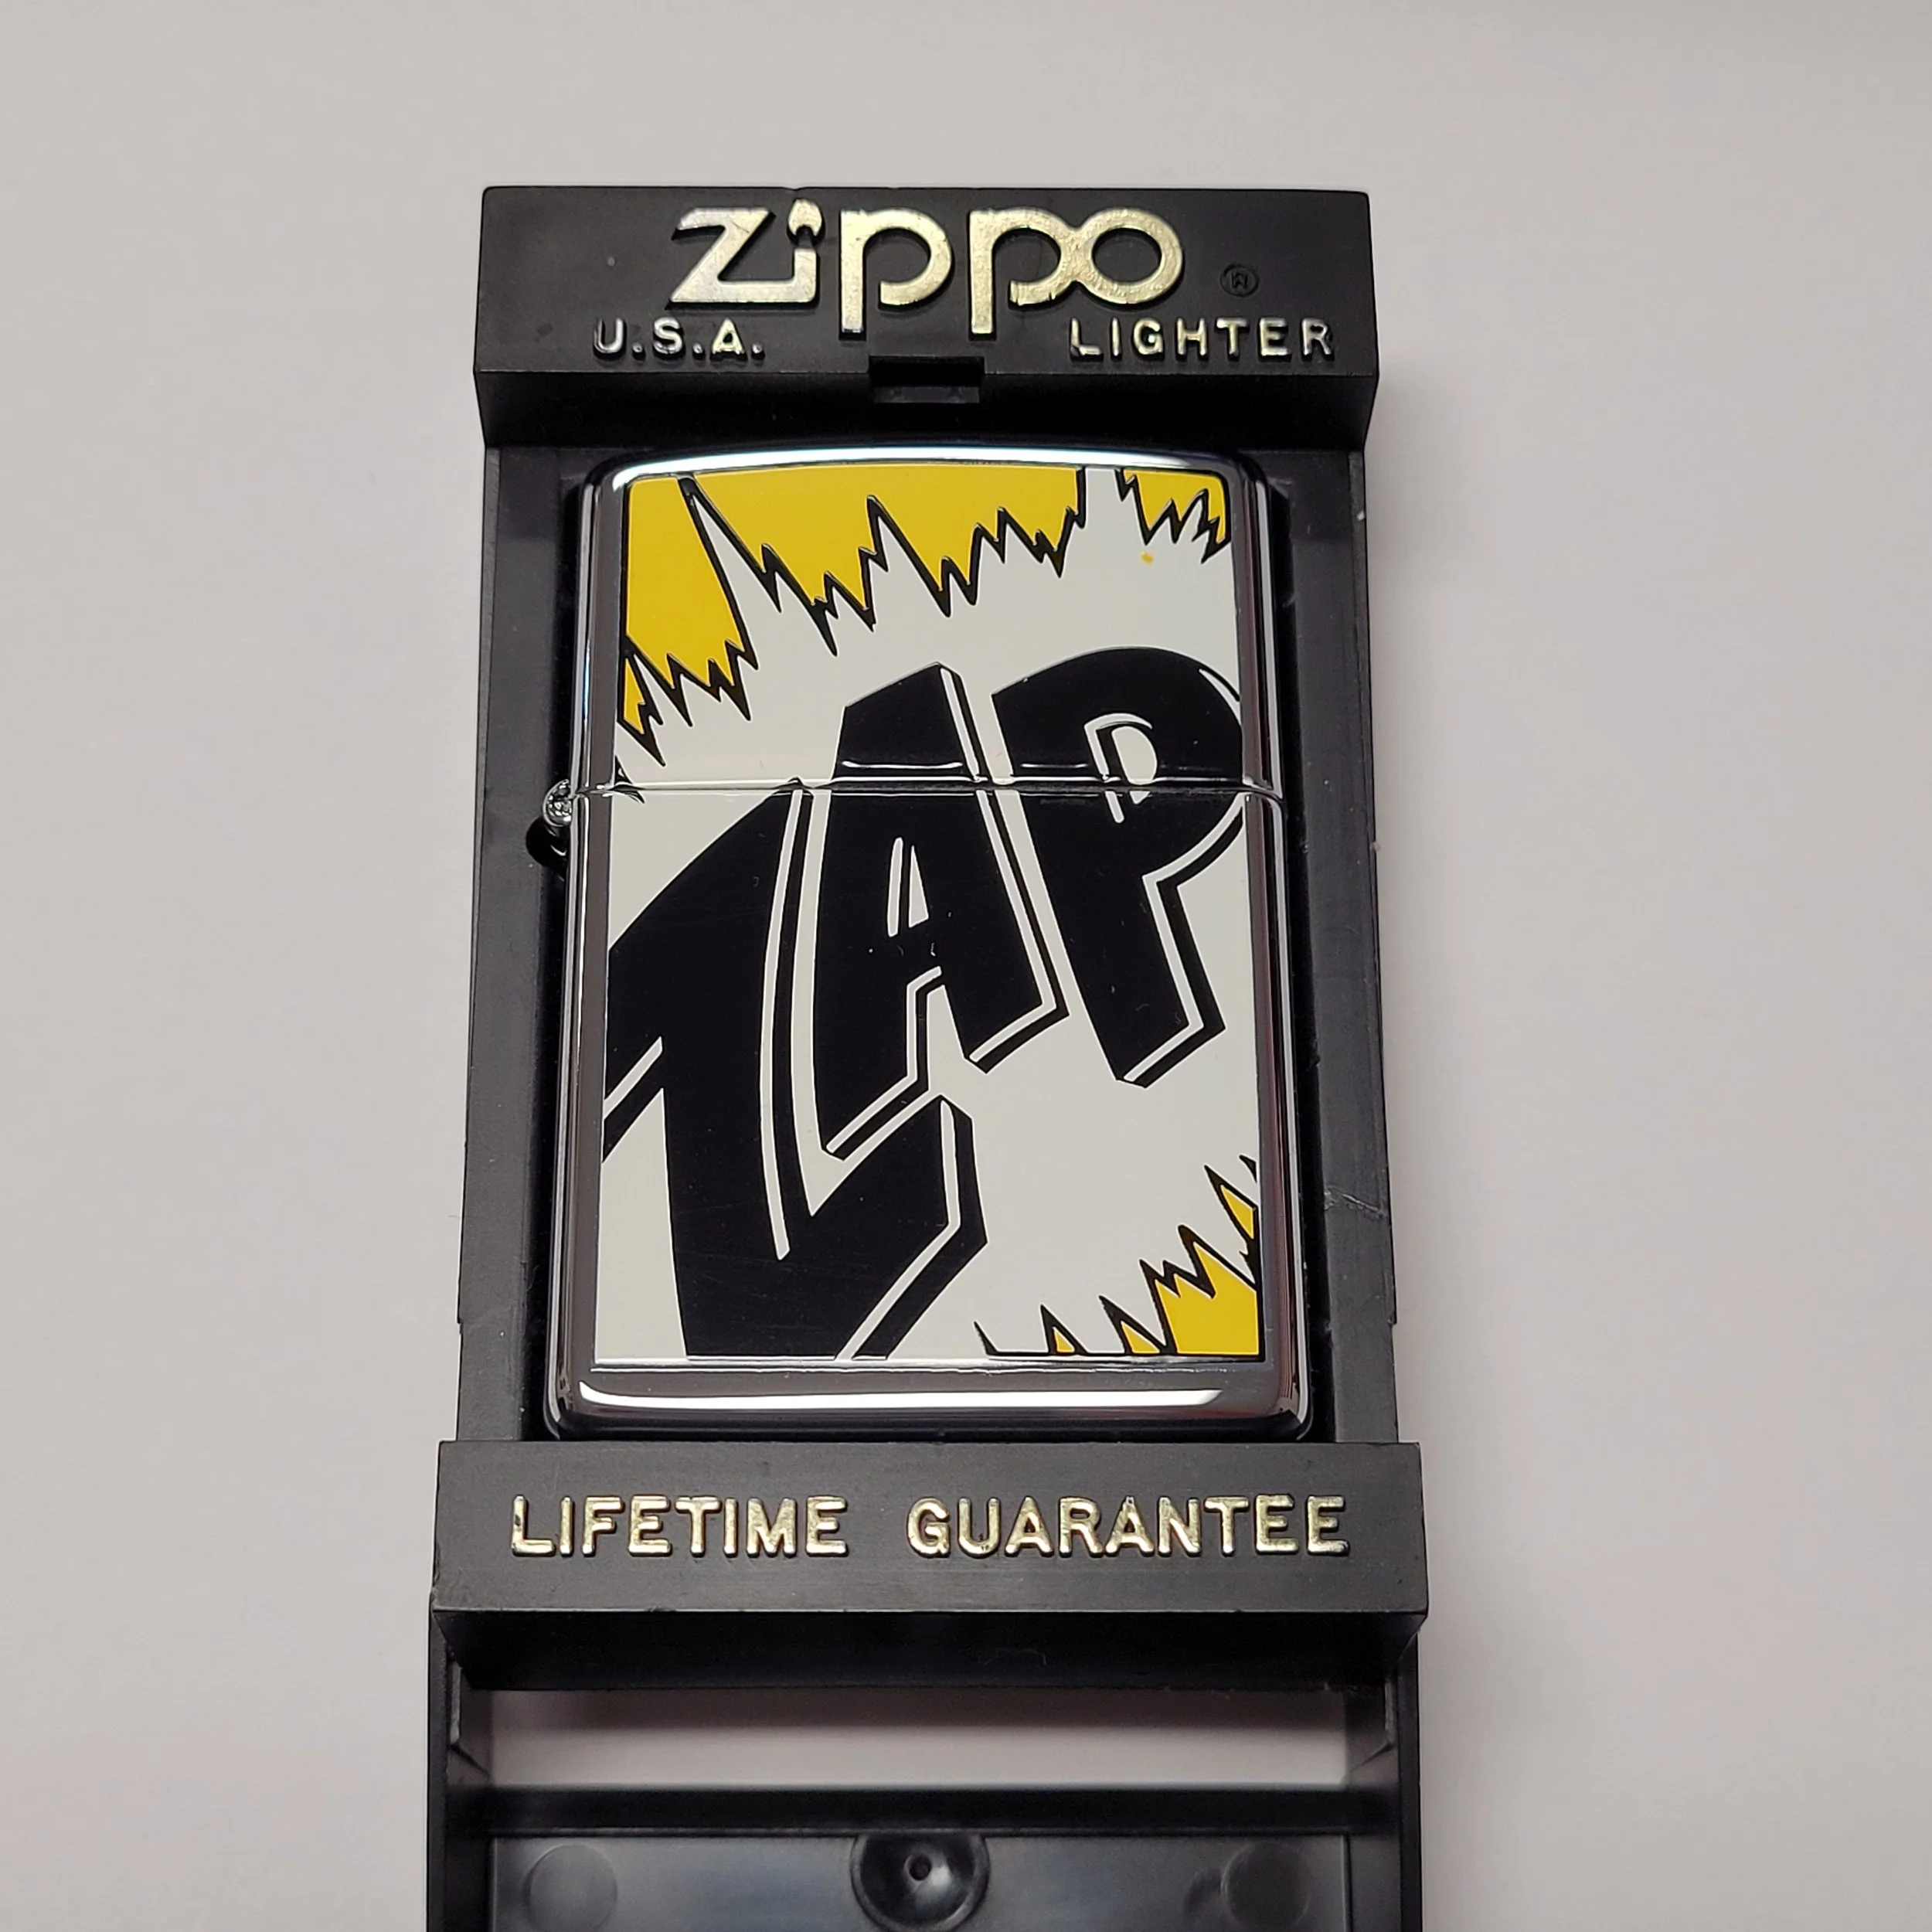 Zippo ®
U.S.A. LIGHTER
ZAP
LIFETIME GUARANTEE